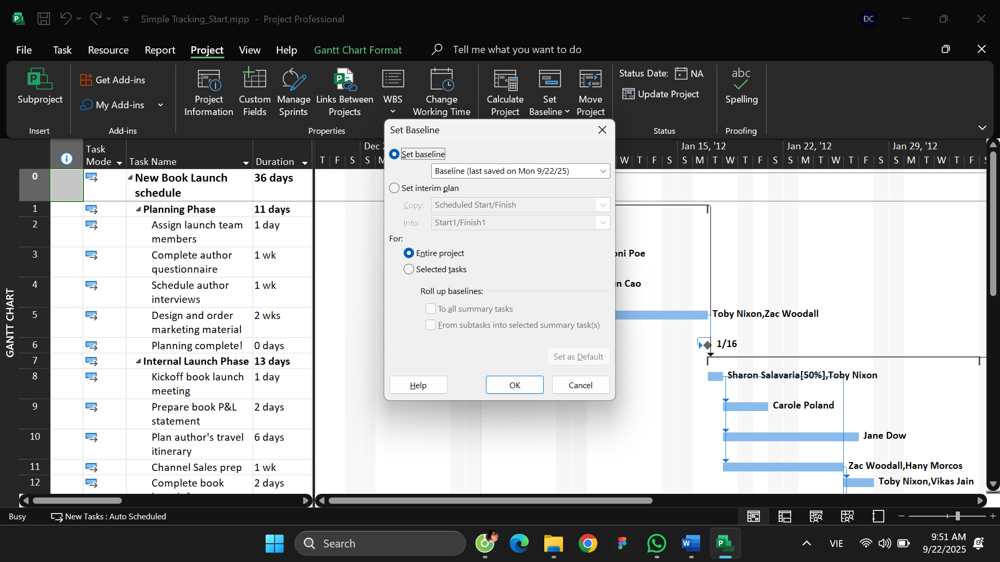 Simple Tracking_Start.mpp - Project Professional
ĐC
File Task Resource Report Project View Help Gantt Chart Format Tell me what you want to do
Subproject
Insert
Get Add-ins
My Add-ins
Add-ins
Project Information
Custom Fields
Manage Sprints
Links Between Projects
WBS
Change Working Time
Properties
Calculate Project
Set Baseline
Move Project
Status Date: NA
Update Project
Status
abc
Spelling
Proofing
Set Baseline
Set baseline
Baseline (last saved on Mon 9/22/25)
Set interim plan
Copy: Scheduled Start/Finish
Into: Start1/Finish1
For:
Entire project
Selected tasks
Roll up baselines:
To all summary tasks
From subtasks into selected summary task(s)
Set as Default
Help OK Cancel
GANTT CHART
Task Mode Task Name Duration
0 New Book Launch schedule 36 days
1 Planning Phase 11 days
2 Assign launch team members 1 day
3 Complete author questionnaire 1 wk
4 Schedule author interviews 1 wk
5 Design and order marketing material 2 wks
6 Planning complete! 0 days
7 Internal Launch Phase 13 days
8 Kickoff book launch meeting 1 day
9 Prepare book P&L statement 2 days
10 Plan author's travel itinerary 6 days
11 Channel Sales prep 1 wk
12 Complete book 2 days
Dec Jan 15, '12 Jan 22, '12 Jan 29, '12
T F S S M W T F S S M T W T F S S M T W T F S S M T W T F S
oni Poe
n Cao
Toby Nixon,Zac Woodall
1/16
Sharon Salavaria[50%],Toby Nixon
Carole Poland
Jane Dow
Zac Woodall,Hany Morcos
Toby Nixon,Vikas Jain
Busy New Tasks : Auto Scheduled
Search
VIE
9:51 AM
9/22/2025